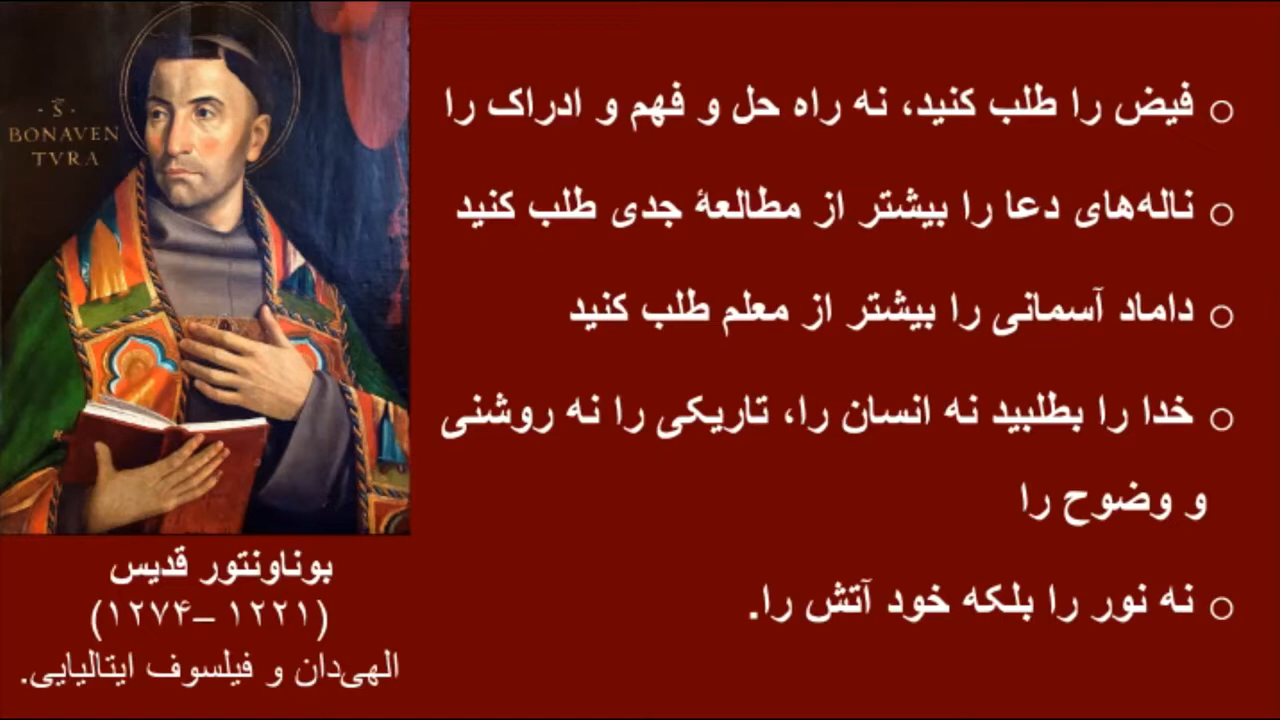 فیض را طلب کنید، نه راه حل و فهم و ادراک را
ناله‌های دعا را بیشتر از مطالعهٔ جدی طلب کنید
داماد آسمانی را بیشتر از معلم طلب کنید
خدا را بطلبید نه انسان را، تاریکی را نه روشنی
و وضوح را
نه نور را بلکه خود آتش را.
· S ·
BONAVEN
TVRA
بوناونتور قدیس
(۱۲۲۱ –۱۲۷۴)
الهی‌دان و فیلسوف ایتالیایی.